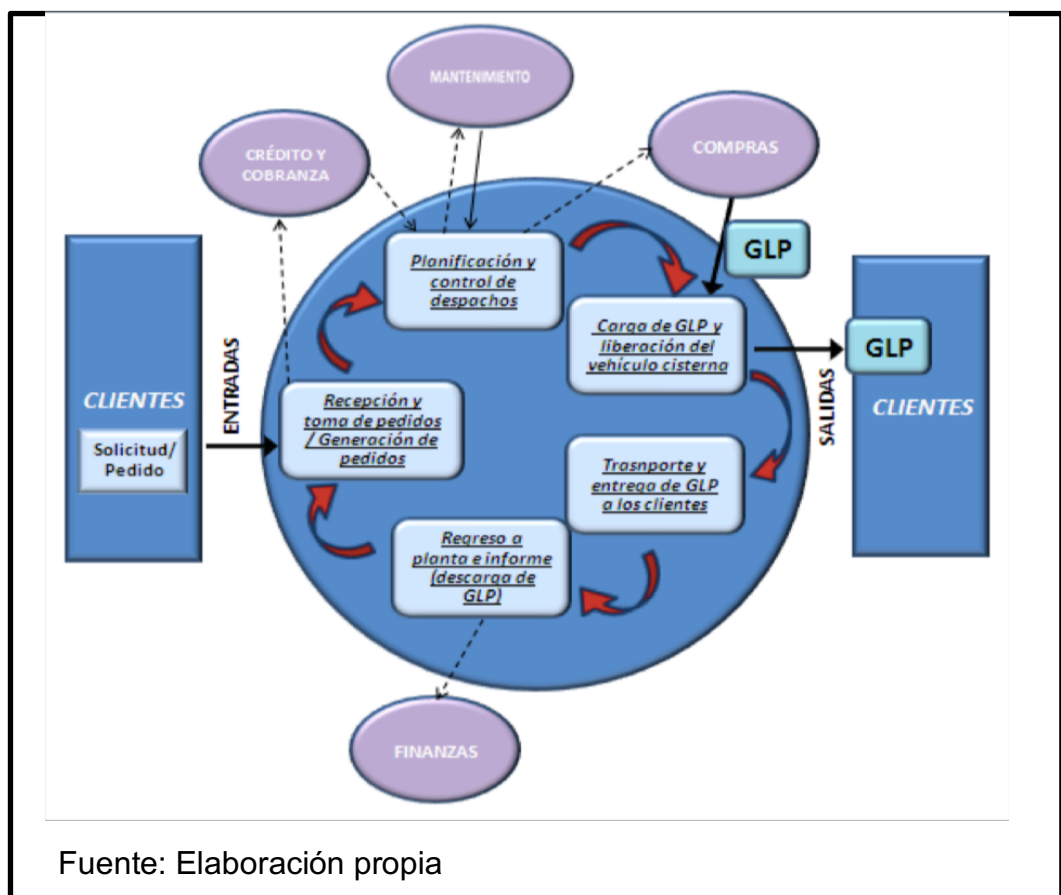 MANTENIMIENTO
CRÉDITO Y
COBRANZA
COMPRAS
Planificación y
control de
despachos
GLP
Carga de GLP y
liberación del
vehículo cisterna
GLP
CLIENTES
Solicitud/
Pedido
ENTRADAS
Recepción y
toma de pedidos
/ Generación de
pedidos
SALIDAS
CLIENTES
Trasnporte y
entrega de GLP
a los clientes
Regreso a
planta e informe
(descarga de
GLP)
FINANZAS
Fuente: Elaboración propia